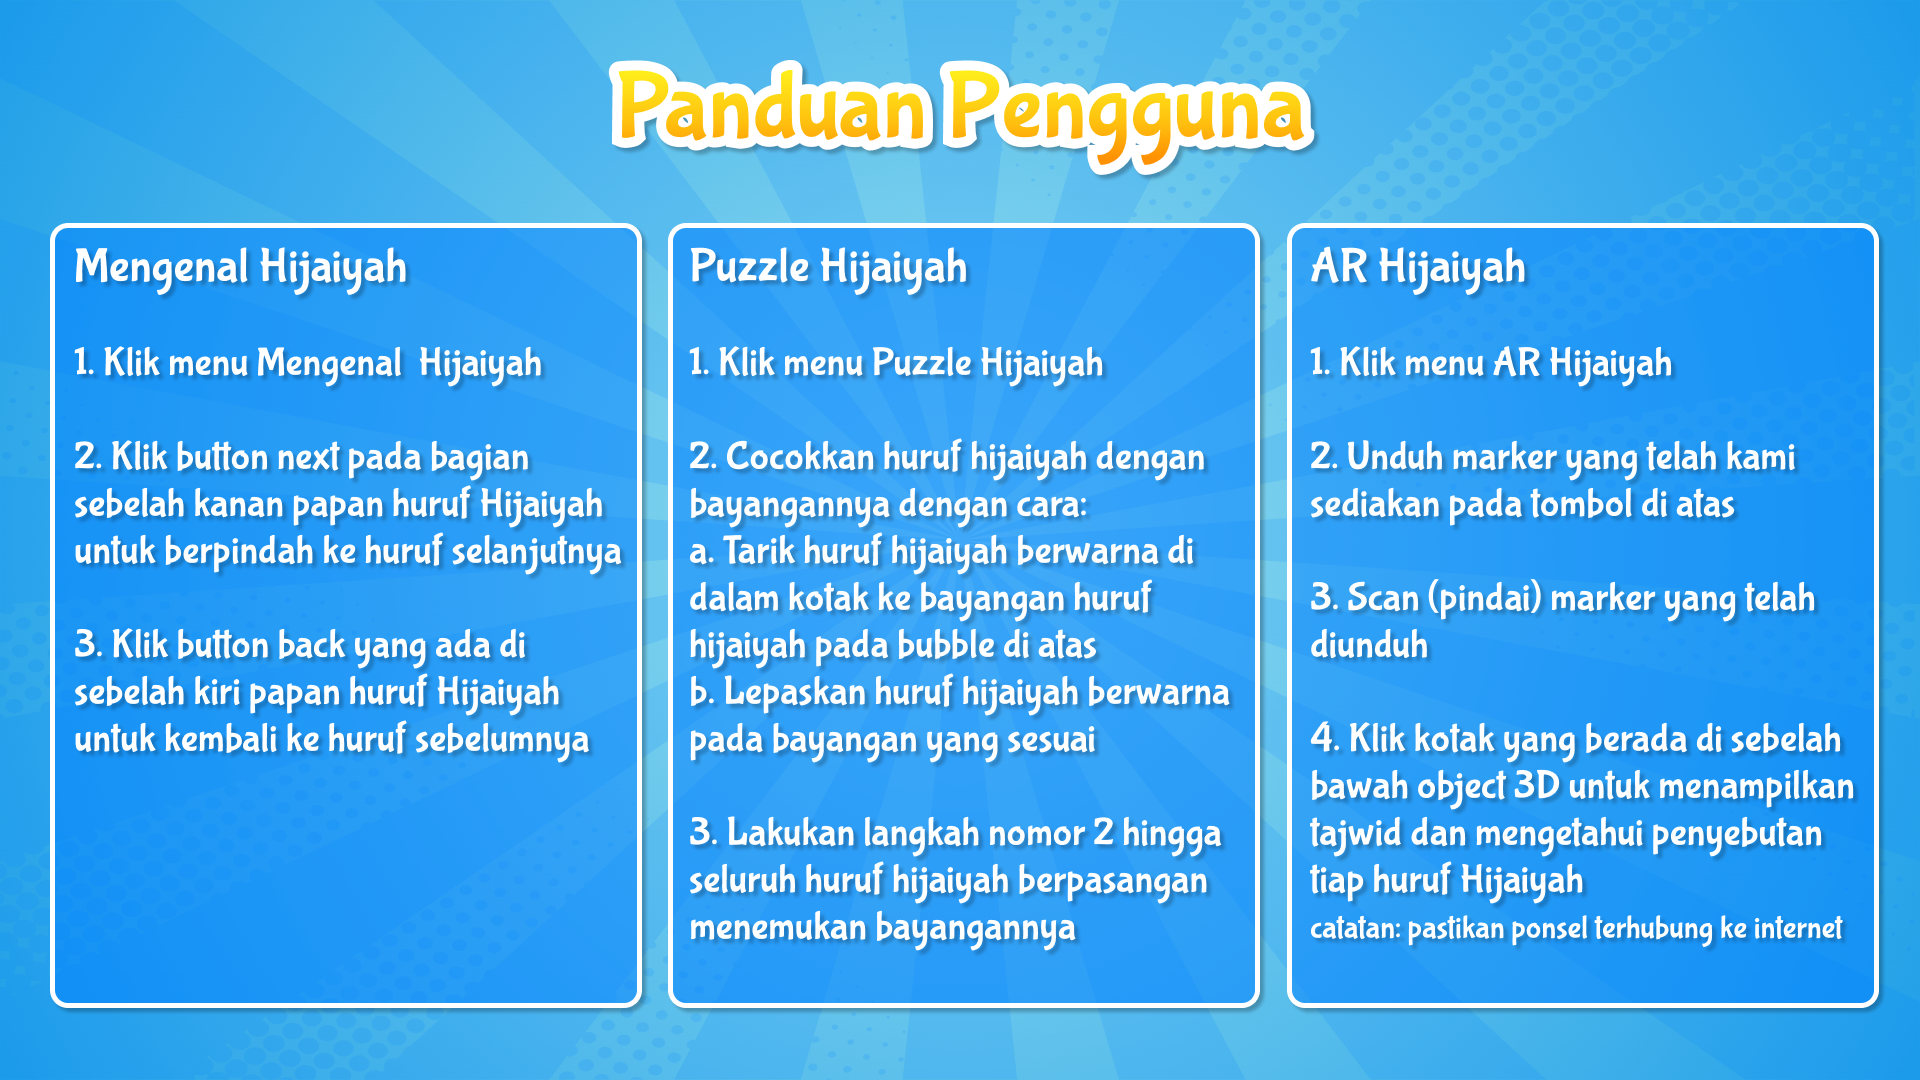 Panduan Pengguna
Mengenal Hijaiyah
1. Klik menu Mengenal  Hijaiyah
2. Klik button next pada bagian
sebelah kanan papan huruf Hijaiyah
untuk berpindah ke huruf selanjutnya
3. Klik button back yang ada di
sebelah kiri papan huruf Hijaiyah
untuk kembali ke huruf sebelumnya
Puzzle Hijaiyah
1. Klik menu Puzzle Hijaiyah
2. Cocokkan huruf hijaiyah dengan
bayangannya dengan cara:
a. Tarik huruf hijaiyah berwarna di
dalam kotak ke bayangan huruf
hijaiyah pada bubble di atas
b. Lepaskan huruf hijaiyah berwarna
pada bayangan yang sesuai
3. Lakukan langkah nomor 2 hingga
seluruh huruf hijaiyah berpasangan
menemukan bayangannya
AR Hijaiyah
1. Klik menu AR Hijaiyah
2. Unduh marker yang telah kami
sediakan pada tombol di atas
3. Scan (pindai) marker yang telah
diunduh
4. Klik kotak yang berada di sebelah
bawah object 3D untuk menampilkan
tajwid dan mengetahui penyebutan
tiap huruf Hijaiyah
catatan: pastikan ponsel terhubung ke internet